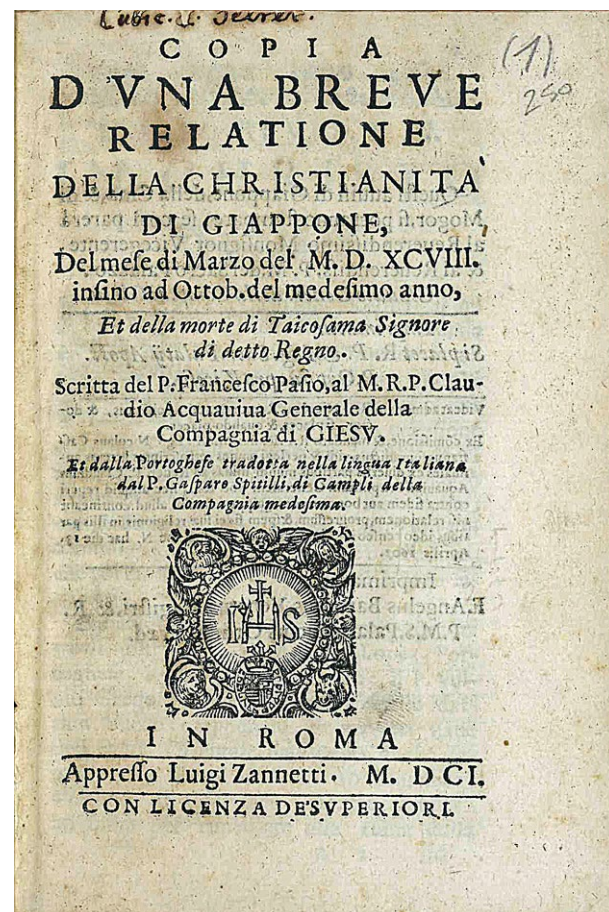 Cubic. Secret.
(1)
250
COPIA
D'VNA BREVE
RELATIONE
DELLA CHRISTIANITA`
DI GIAPPONE,
Del mese di Marzo del M. D. XCVIII.
insino ad Ottob. del medesimo anno,
Et della morte di Taicosama Signore
di detto Regno.
Scritta del P. Francesco Pasio, al M. R. P. Clau-
dio Acquauiua Generale della
Compagnia di GIESV.
Et dalla Portoghese tradotta nella lingua Italiana
dal P. Gasparo Spitilli, di Campli della
Compagnia medesima.
IHS
IN ROMA
Appresso Luigi Zannetti. M. DCI.
CON LICENZA DE' SVPERIORI.